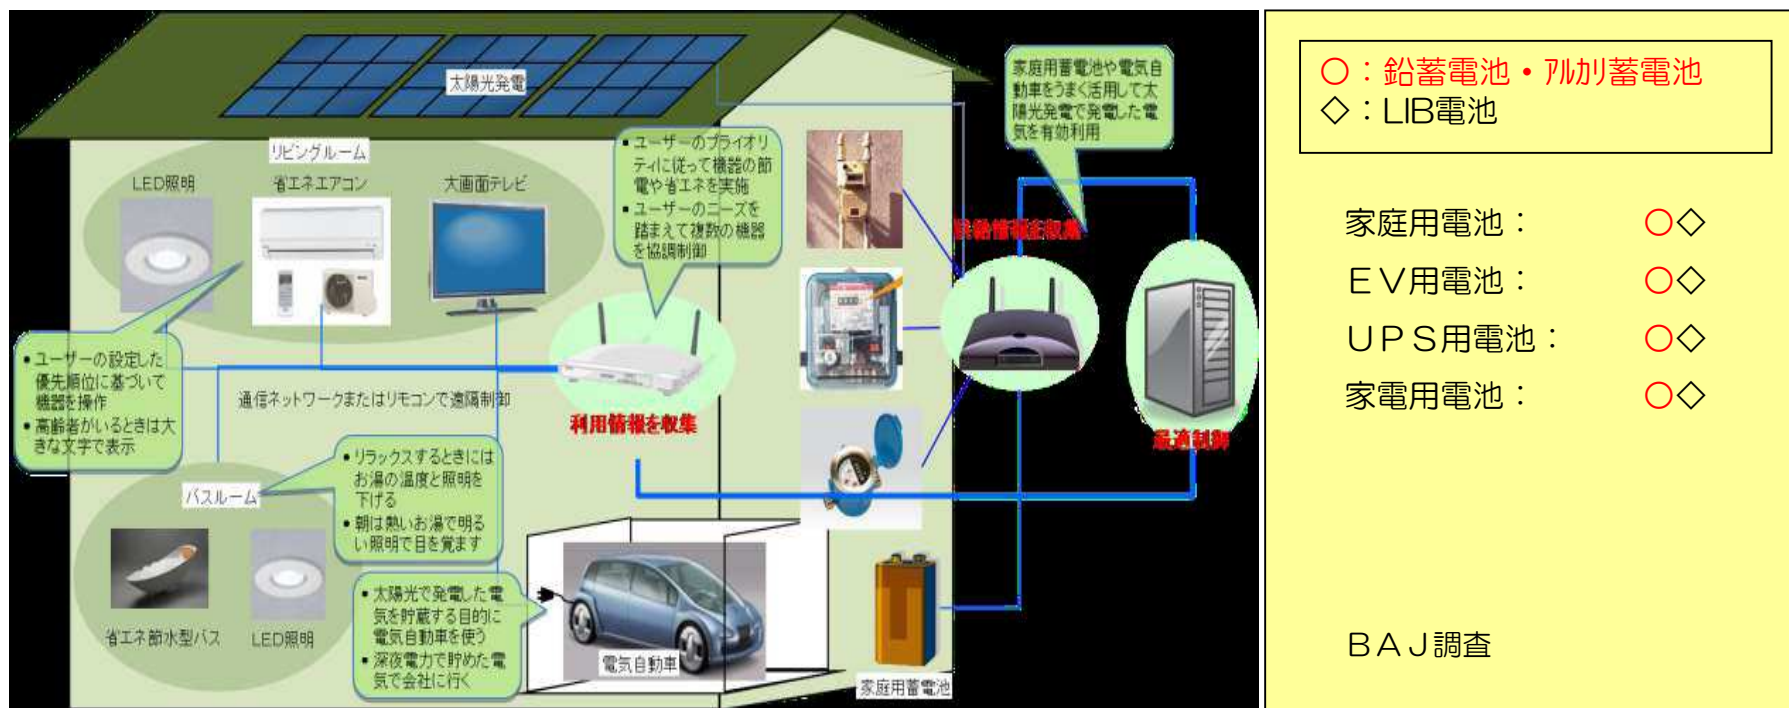 太陽光発電
家庭用蓄電池や電気自
動車をうまく活用して太
陽光発電で発電した電
気を有効利用
リビングルーム
LED照明
省エネエアコン
大画面テレビ
• ユーザーのプライオリ
ティに従って機器の節
電や省エネを実施
• ユーザーのニーズを
踏まえて複数の機器
を協調制御
情報を収集
• ユーザーの設定した
優先順位に基づいて
機器を操作
• 高齢者がいるときは大
きな文字で表示
通信ネットワークまたはリモコンで遠隔制御
利用情報を収集
最適制御
バスルーム
• リラックスするときには
お湯の温度と照明を
下げる
• 朝は熱いお湯で明る
い照明で目を覚ます
省エネ節水型バス
LED照明
• 太陽光で発電した電
気を貯蔵する目的に
電気自動車を使う
• 深夜電力で貯めた電
気で会社に行く
電気自動車
家庭用蓄電池
○：鉛蓄電池・ｱﾙｶﾘ蓄電池
◇：LIB電池
家庭用電池： ○◇
ＥＶ用電池： ○◇
ＵＰＳ用電池： ○◇
家電用電池： ○◇
ＢＡＪ調査